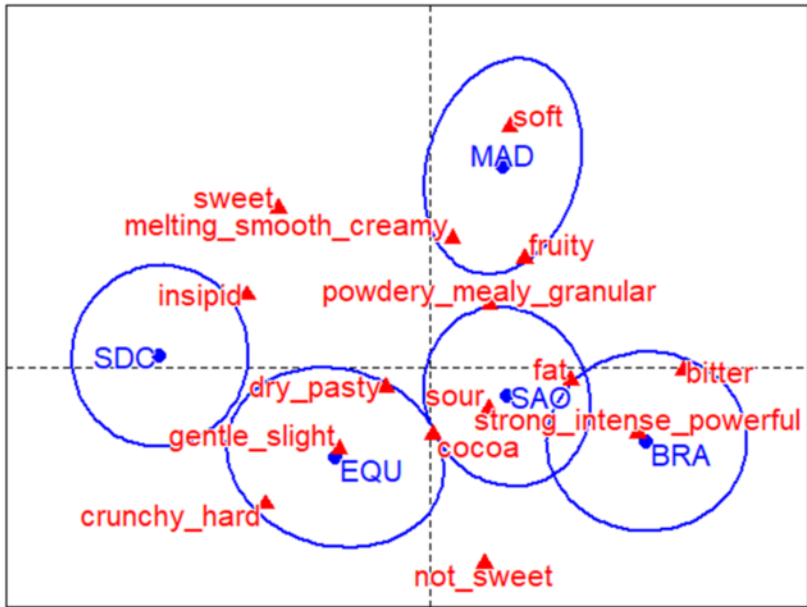 soft
MAD
sweet
melting_smooth_creamy
fruity
insipid
powdery_mealy_granular
SDC
fat
bitter
dry_pasty
sour
SAO
strong_intense_powerful
gentle_slight
cocoa
BRA
EQU
crunchy_hard
not_sweet